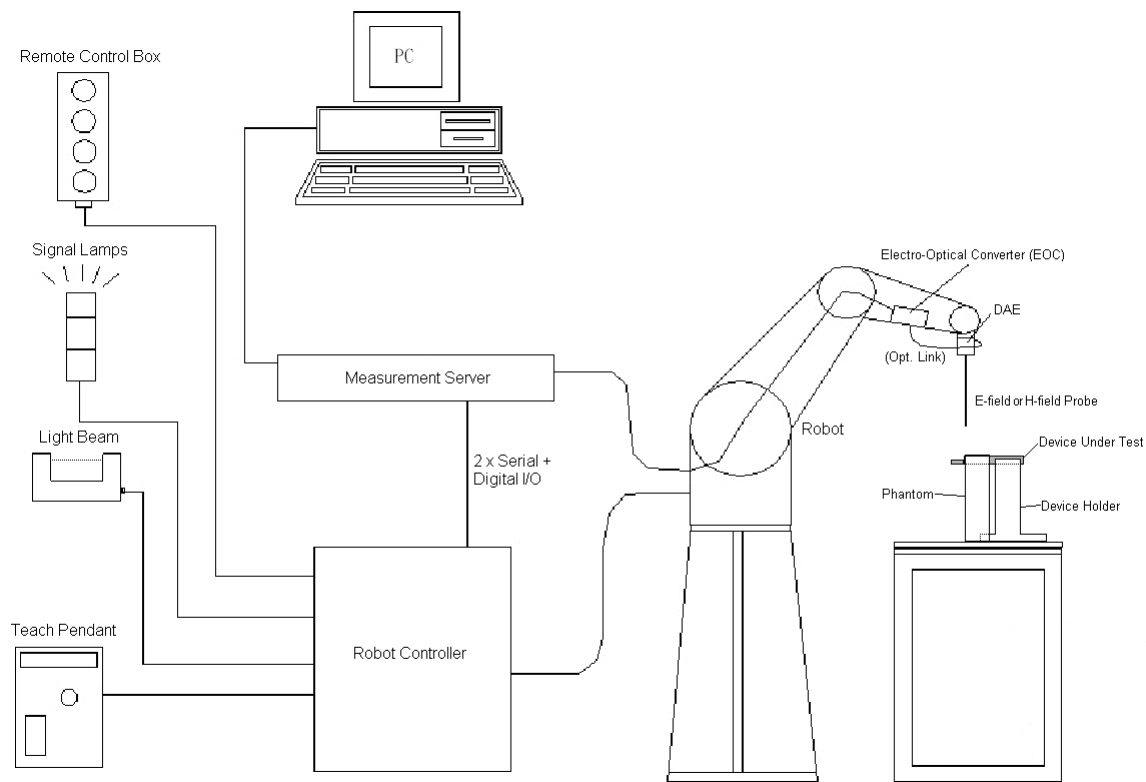 Remote Control Box
PC
Signal Lamps
Electro-Optical Converter (EOC)
DAE
(Opt. Link)
Measurement Server
E-field or H-field Probe
Robot
Light Beam
2 x Serial +
Digital I/O
Device Under Test
Phantom
Device Holder
Teach Pendant
Robot Controller